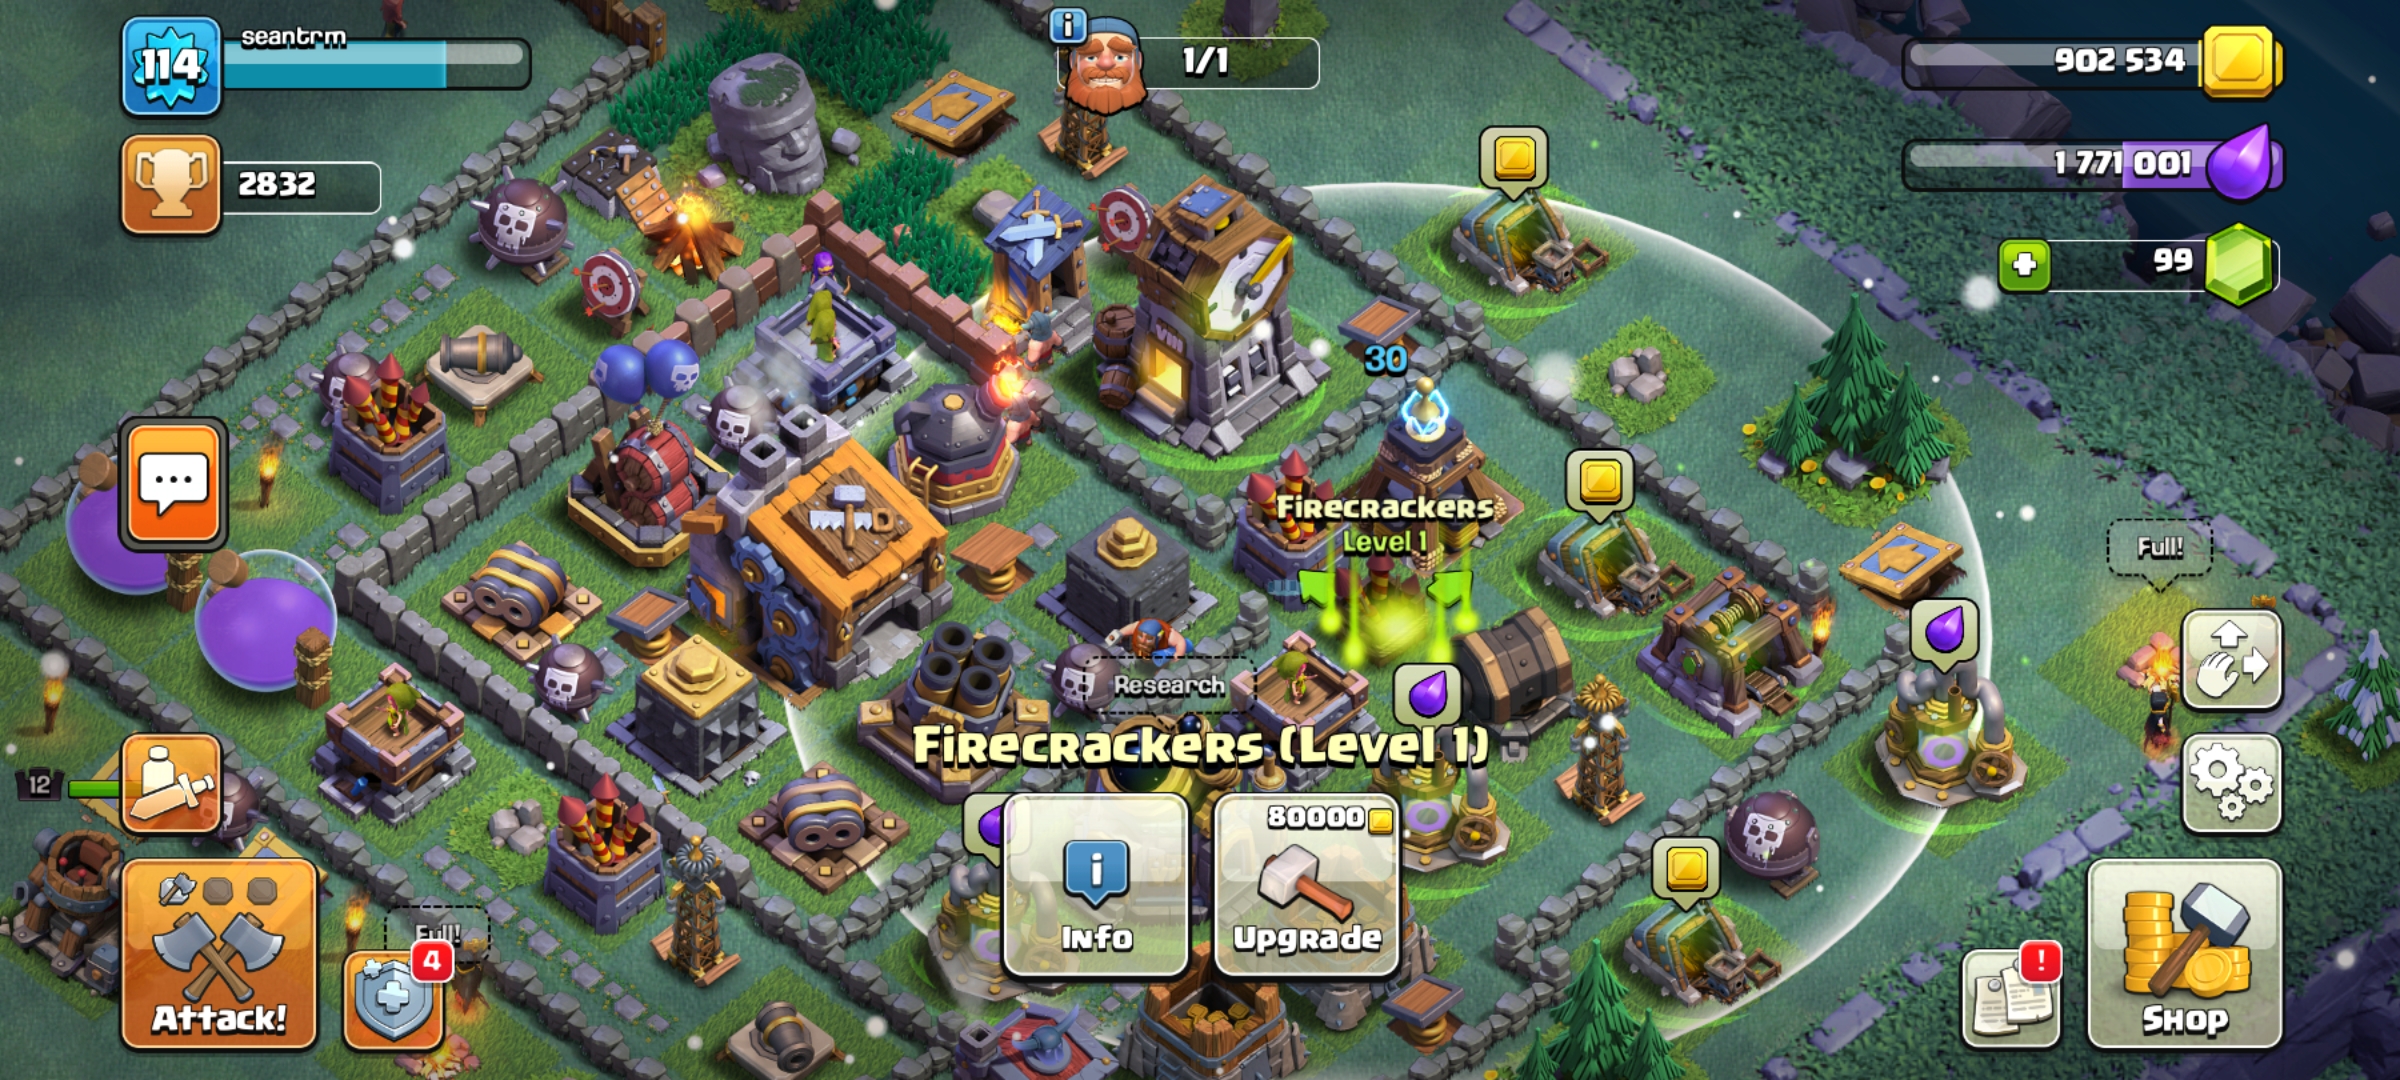 114
seantrm
1/1
902 534
2832
1 771 001
99
VIII
30
Firecrackers
Level 1
Full!
Research
Firecrackers (Level 1)
12
80000
Info
Upgrade
Full!
4
!
Attack!
Shop